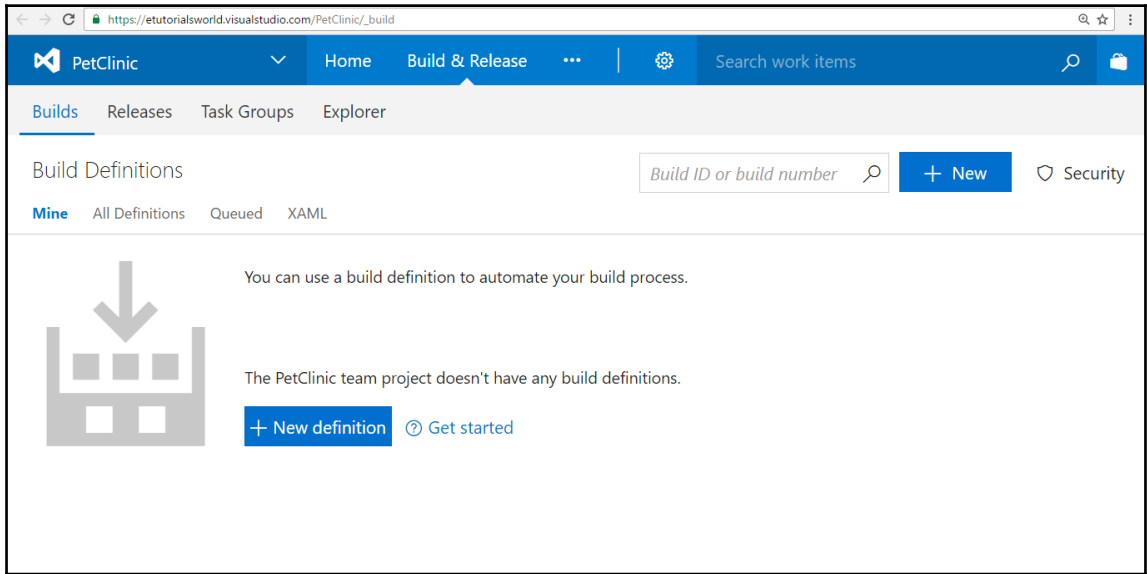 https://etutorialsworld.visualstudio.com/PetClinic/_build
PetClinic Home Build & Release ••• Search work items
Builds Releases Task Groups Explorer
Build Definitions Build ID or build number + New Security
Mine All Definitions Queued XAML
You can use a build definition to automate your build process.
The PetClinic team project doesn't have any build definitions.
+ New definition ? Get started